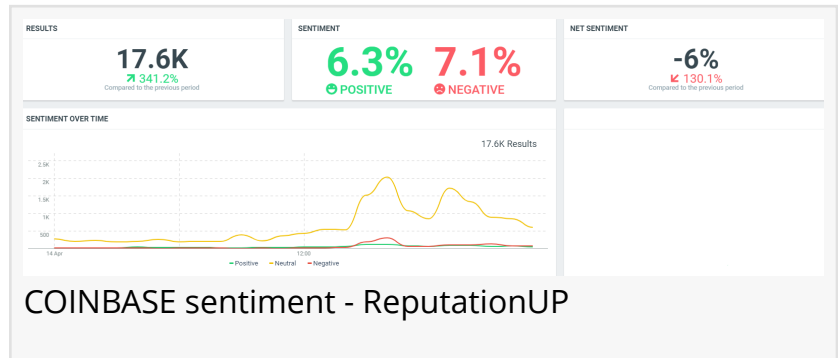 RESULTS
17.6K
341.2%
Compared to the previous period
SENTIMENT
6.3% 7.1%
POSITIVE NEGATIVE
NET SENTIMENT
-6%
130.1%
Compared to the previous period
SENTIMENT OVER TIME
17.6K Results
2.5K
2K
1.5K
1K
500
14 Apr 12:00
Positive Neutral Negative
COINBASE sentiment - ReputationUP